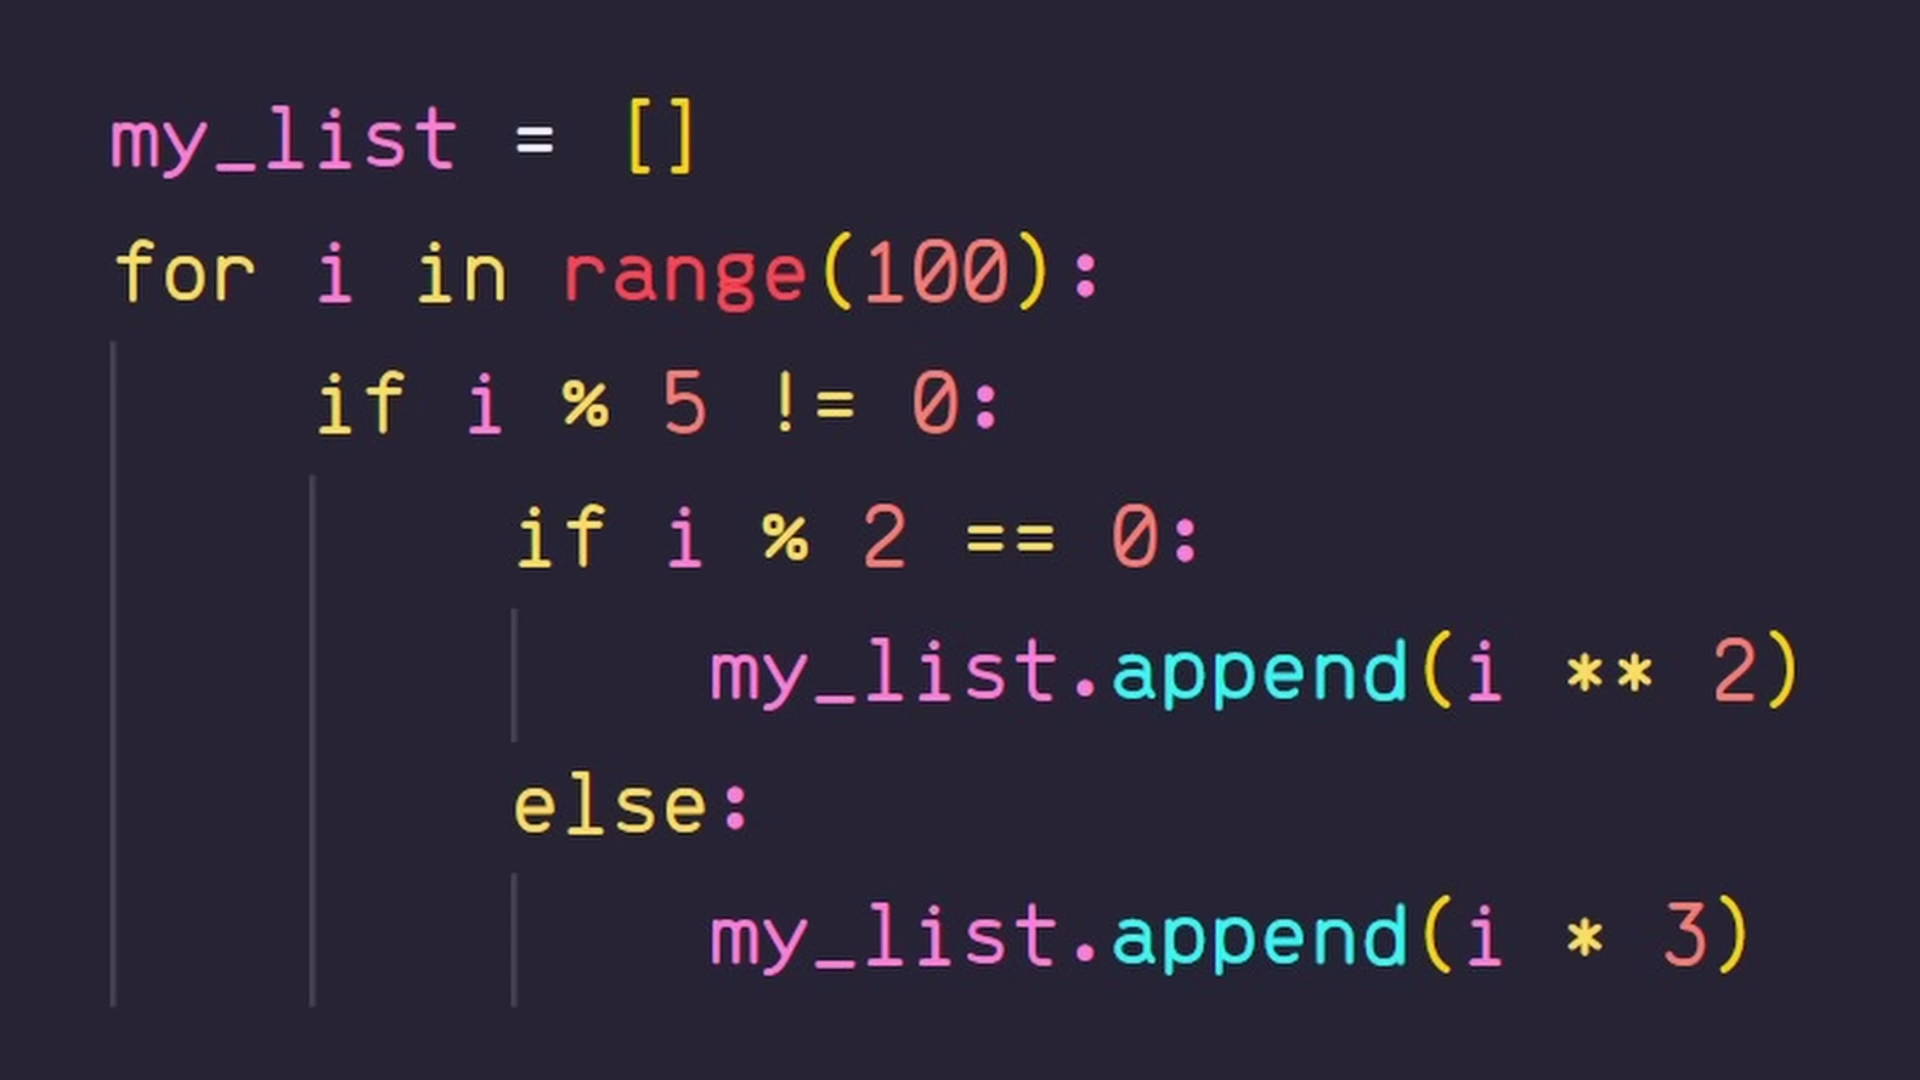 my_list = []
for i in range(100):
    if i % 5 != 0:
        if i % 2 == 0:
            my_list.append(i ** 2)
        else:
            my_list.append(i * 3)